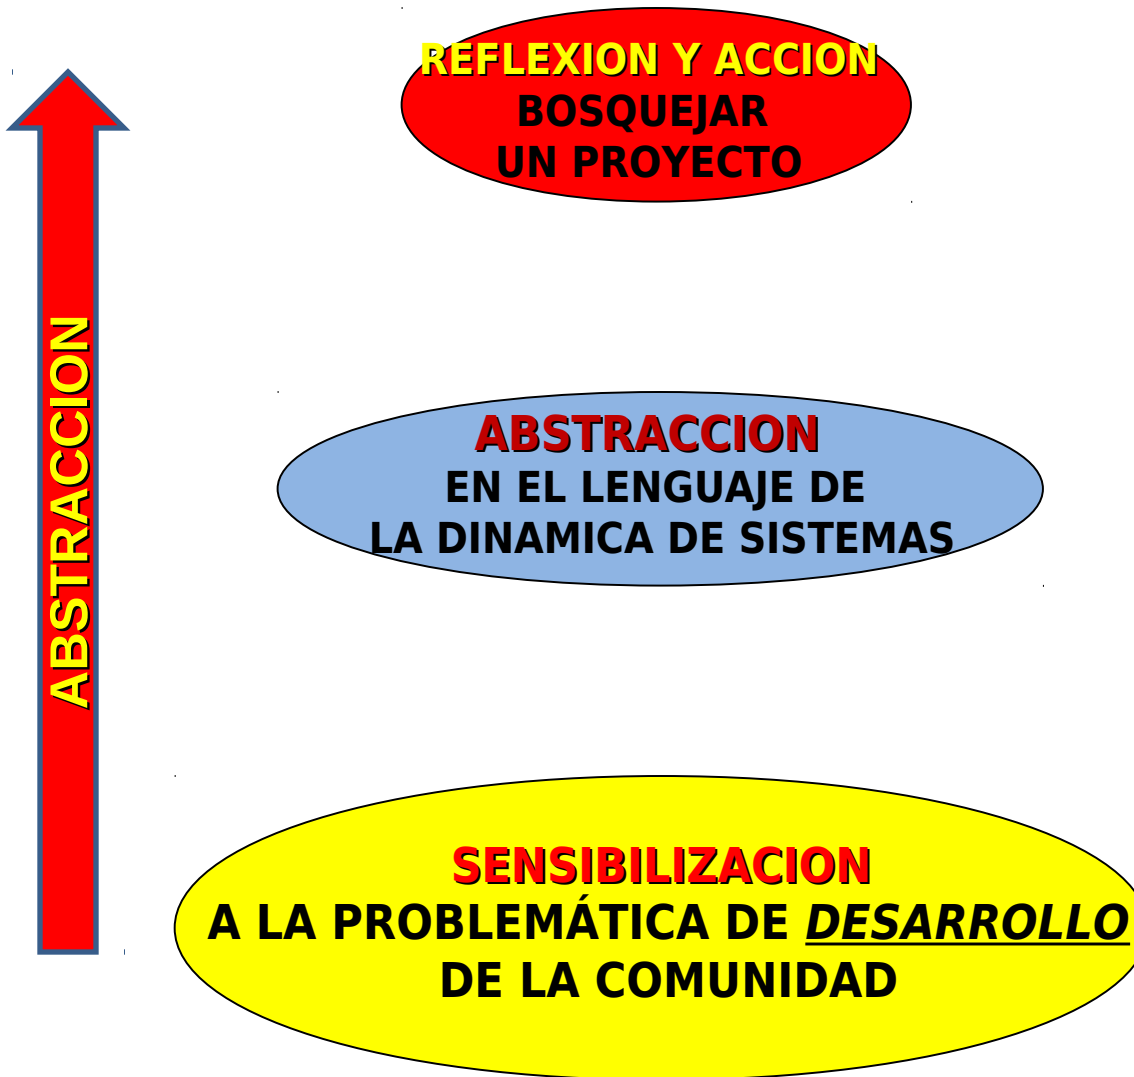 REFLEXION Y ACCION
BOSQUEJAR
UN PROYECTO
ABSTRACCION
ABSTRACCION
EN EL LENGUAJE DE
LA DINAMICA DE SISTEMAS
SENSIBILIZACION
A LA PROBLEMÁTICA DE DESARROLLO
DE LA COMUNIDAD